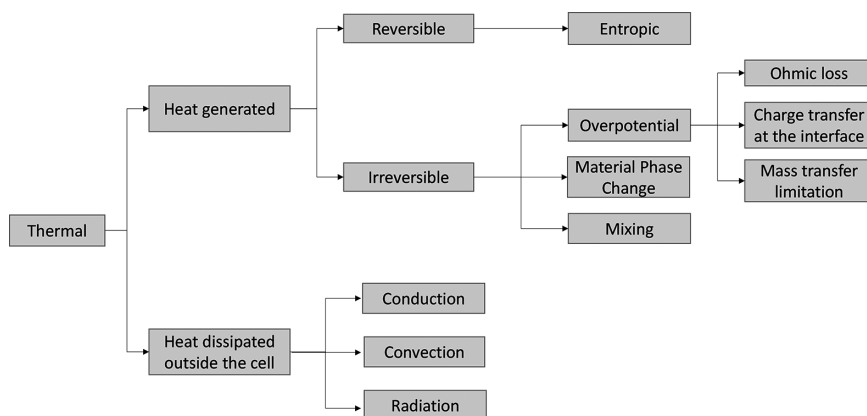 Reversible
Entropic
Heat generated
Ohmic loss
Overpotential
Charge transfer
at the interface
Irreversible
Material Phase
Change
Mass transfer
limitation
Thermal
Mixing
Conduction
Heat dissipated
outside the cell
Convection
Radiation